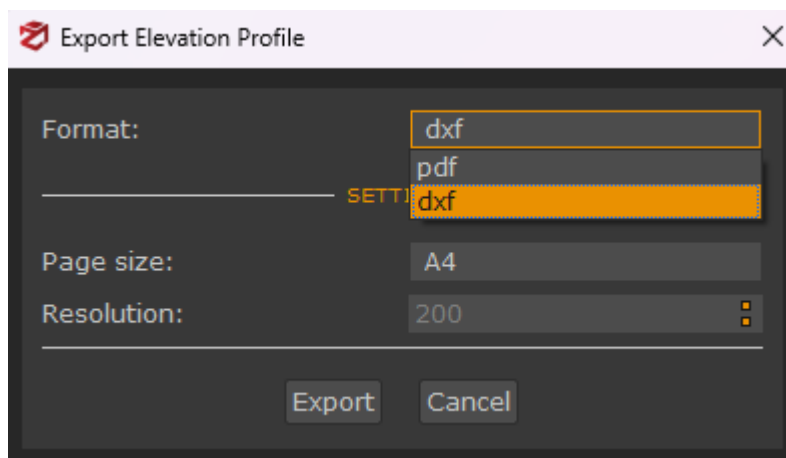 Export Elevation Profile
Format: dxf
pdf
dxf
Page size: A4
Resolution: 200
Export Cancel